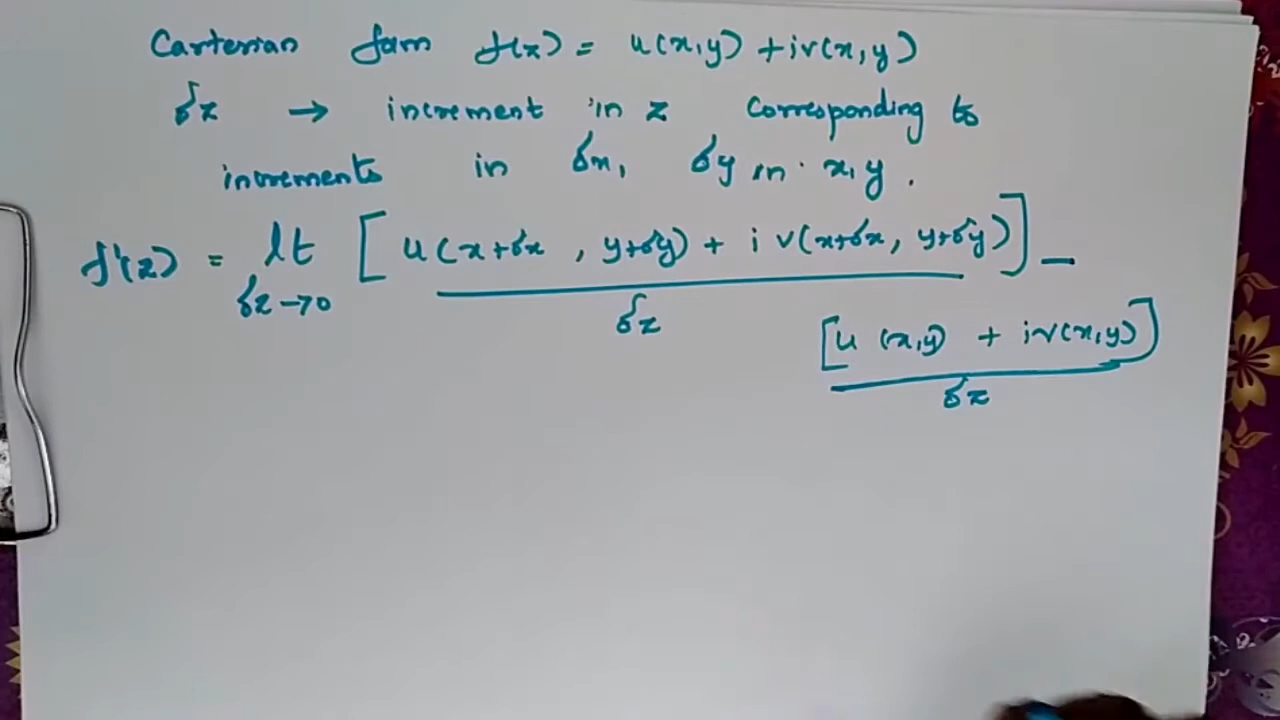 Cartesian form f(z) = u(x,y) + iv(x,y)
δz → increment in z corresponding to
increments in δx, δy in x, y.
f'(z) = lt [u(x+δx , y+δy) + i v(x+δx, y+δy)] –
δz→0 δz
[u (x,y) + iv(x,y)]
δz